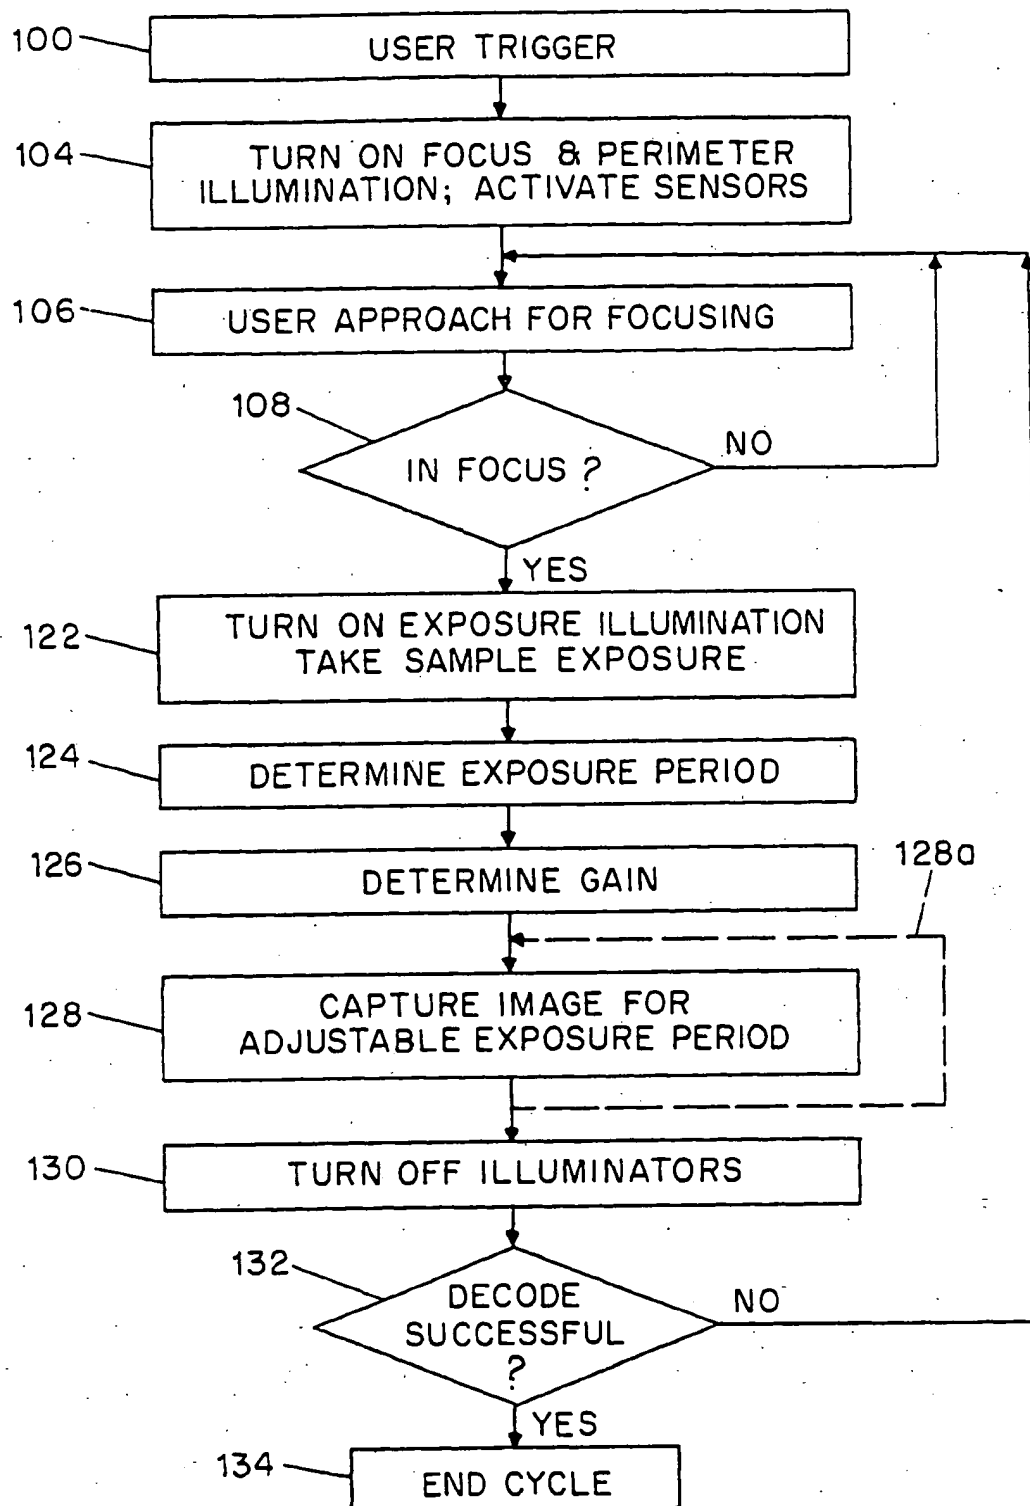 100
USER TRIGGER
104
TURN ON FOCUS & PERIMETER
ILLUMINATION; ACTIVATE SENSORS
106
USER APPROACH FOR FOCUSING
108
IN FOCUS ?
NO
YES
122
TURN ON EXPOSURE ILLUMINATION
TAKE SAMPLE EXPOSURE
124
DETERMINE EXPOSURE PERIOD
126
DETERMINE GAIN
128a
128
CAPTURE IMAGE FOR
ADJUSTABLE EXPOSURE PERIOD
130
TURN OFF ILLUMINATORS
132
DECODE
SUCCESSFUL
?
NO
YES
134
END CYCLE